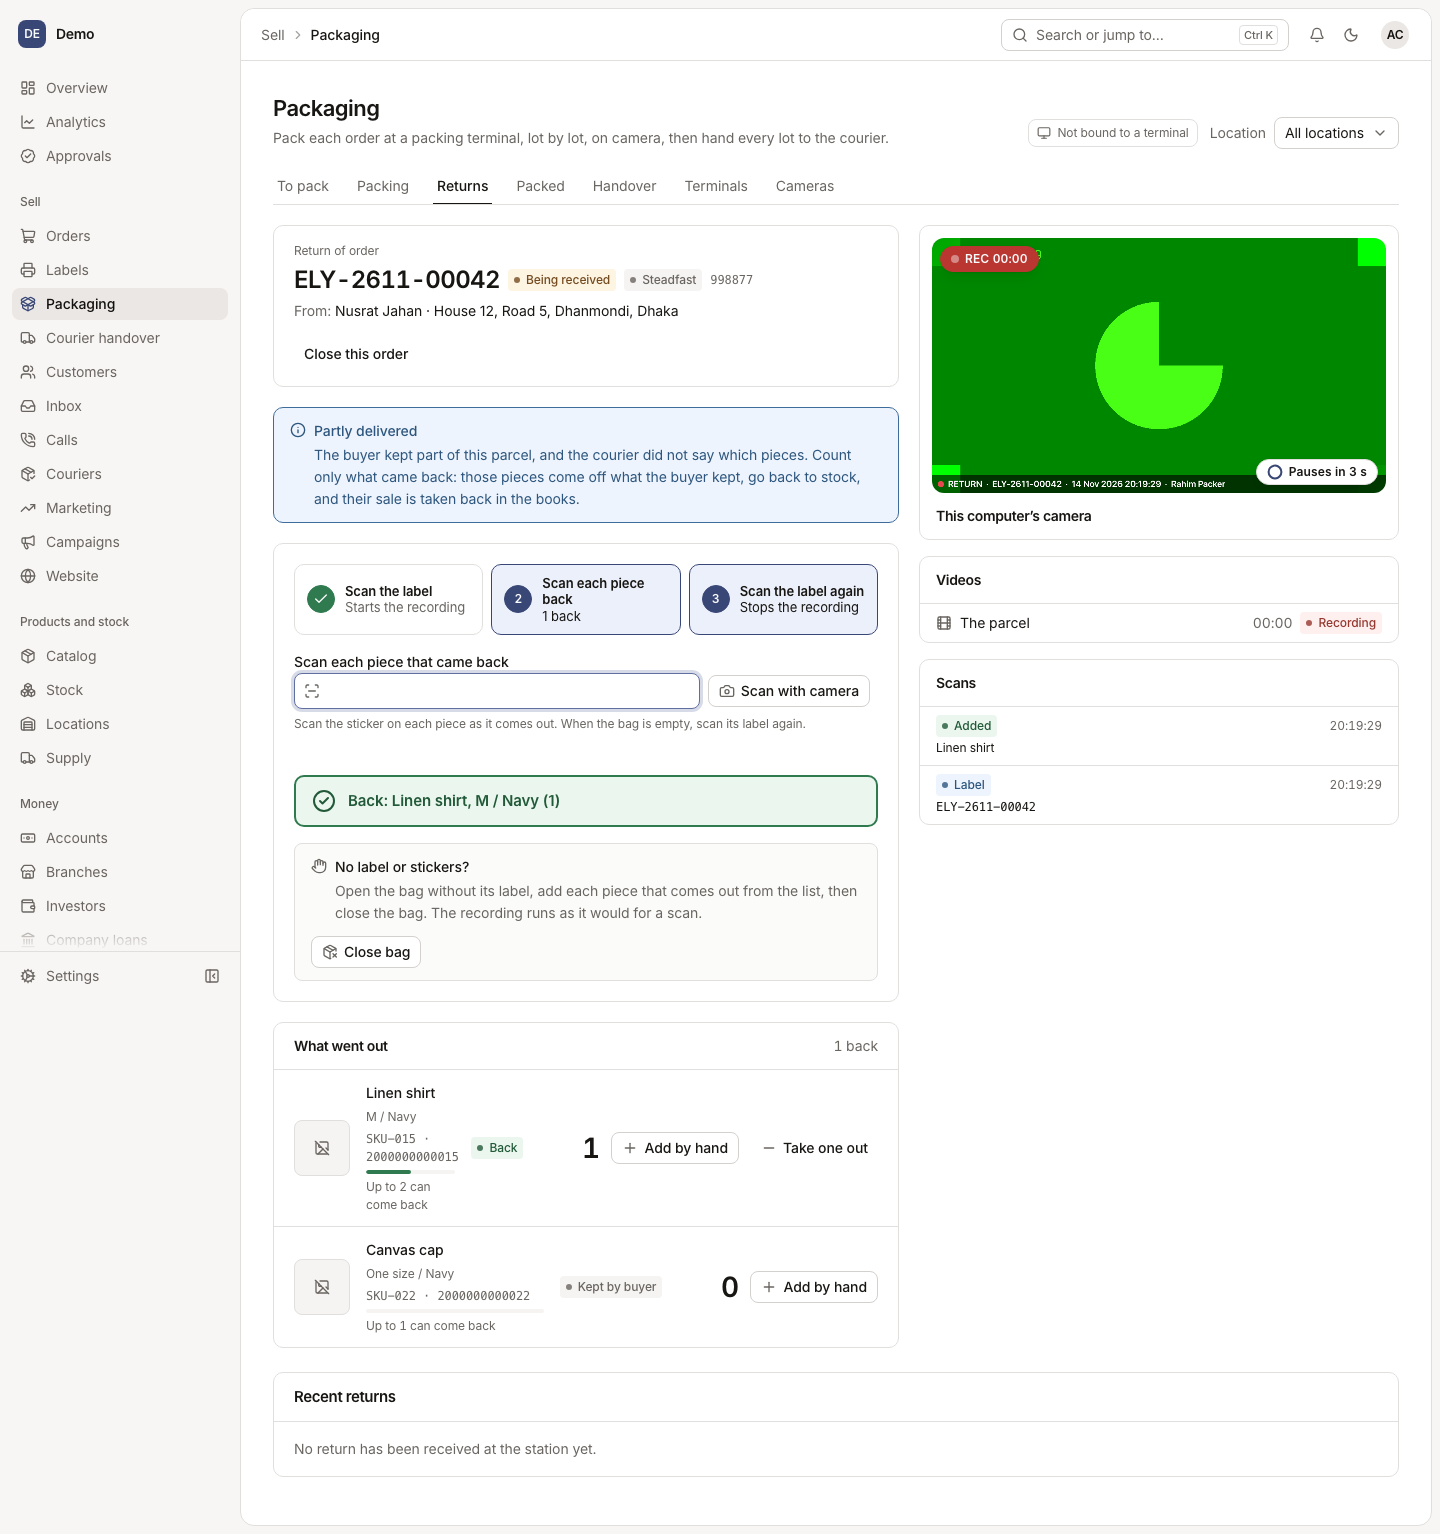 DE Demo
Overview
Analytics
Approvals
Sell
Orders
Labels
Packaging
Courier handover
Customers
Inbox
Calls
Couriers
Marketing
Campaigns
Website
Products and stock
Catalog
Stock
Locations
Supply
Money
Accounts
Branches
Investors
Company loans
Settings
Sell > Packaging
Search or jump to... Ctrl K
AC
Packaging
Pack each order at a packing terminal, lot by lot, on camera, then hand every lot to the courier.
Not bound to a terminal Location All locations
To pack Packing Returns Packed Handover Terminals Cameras
Return of order
ELY-2611-00042 Being received Steadfast 998877
From: Nusrat Jahan · House 12, Road 5, Dhanmondi, Dhaka
Close this order
Partly delivered
The buyer kept part of this parcel, and the courier did not say which pieces. Count
only what came back: those pieces come off what the buyer kept, go back to stock,
and their sale is taken back in the books.
Scan the label
Starts the recording
2 Scan each piece
back
1 back
3 Scan the label again
Stops the recording
Scan each piece that came back
Scan with camera
Scan the sticker on each piece as it comes out. When the bag is empty, scan its label again.
Back: Linen shirt, M / Navy (1)
No label or stickers?
Open the bag without its label, add each piece that comes out from the list, then
close the bag. The recording runs as it would for a scan.
Close bag
What went out 1 back
Linen shirt
M / Navy
SKU-015 ·
2000000000015
Up to 2 can
come back
Back 1 Add by hand Take one out
Canvas cap
One size / Navy
SKU-022 · 2000000000022
Up to 1 can come back
Kept by buyer 0 Add by hand
REC 00:00
Pauses in 3 s
RETURN · ELY-2611-00042 · 14 Nov 2026 20:19:29 · Rahim Packer
This computer's camera
Videos
The parcel 00:00 Recording
Scans
Added 20:19:29
Linen shirt
Label 20:19:29
ELY-2611-00042
Recent returns
No return has been received at the station yet.